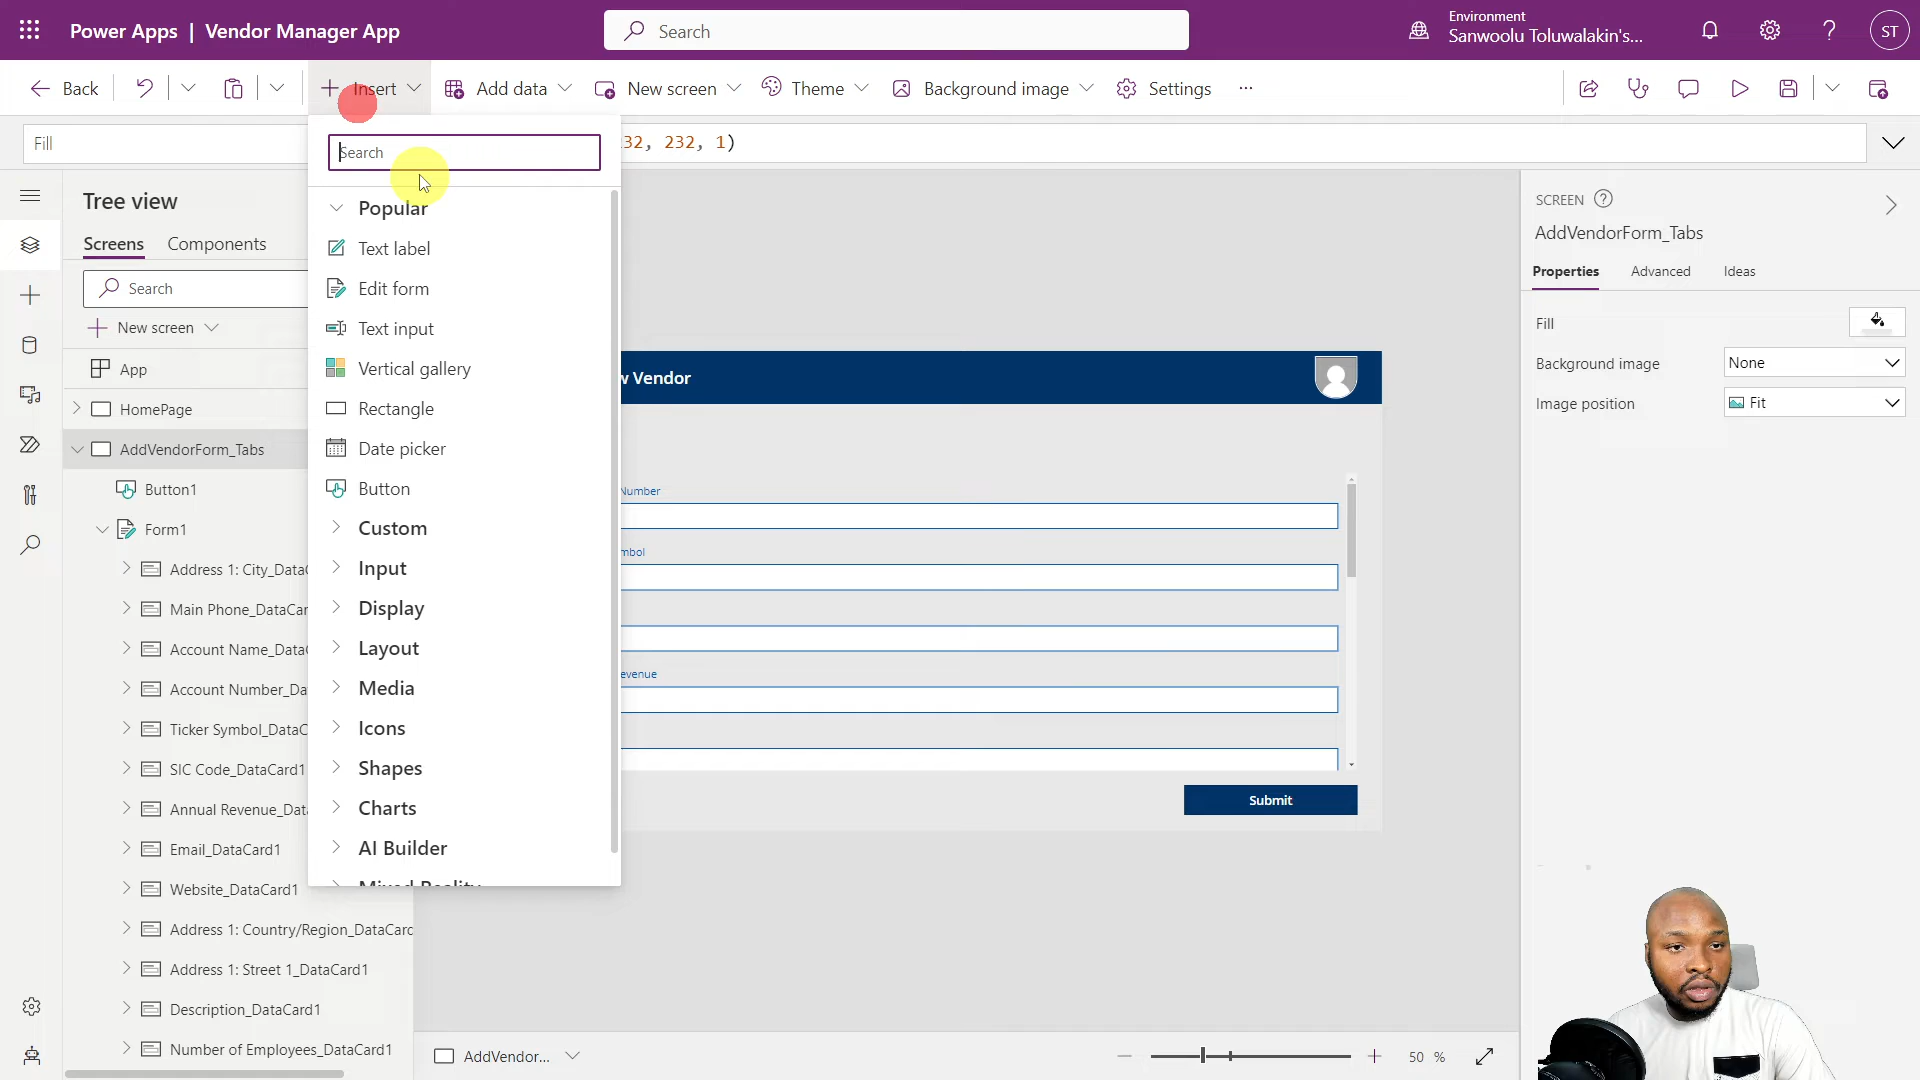 Power Apps | Vendor Manager App
Search
Environment
Sanwoolu Toluwalakin's...
ST
Back
Insert
Add data
New screen
Theme
Background image
Settings
...
Fill
32, 232, 1)
Search
Tree view
Screens
Components
Search
New screen
App
HomePage
AddVendorForm_Tabs
Button1
Form1
Address 1: City_Data
Main Phone_DataCar
Account Name_Data
Account Number_Da
Ticker Symbol_DataC
SIC Code_DataCard1
Annual Revenue_Dat
Email_DataCard1
Website_DataCard1
Address 1: Country/Region_DataCard
Address 1: Street 1_DataCard1
Description_DataCard1
Number of Employees_DataCard1
Popular
Text label
Edit form
Text input
Vertical gallery
Rectangle
Date picker
Button
Custom
Input
Display
Layout
Media
Icons
Shapes
Charts
AI Builder
Mixed Reality
w Vendor
Number
mbol
evenue
Submit
SCREEN
AddVendorForm_Tabs
Properties
Advanced
Ideas
Fill
Background image
None
Image position
Fit
AddVendor...
50 %